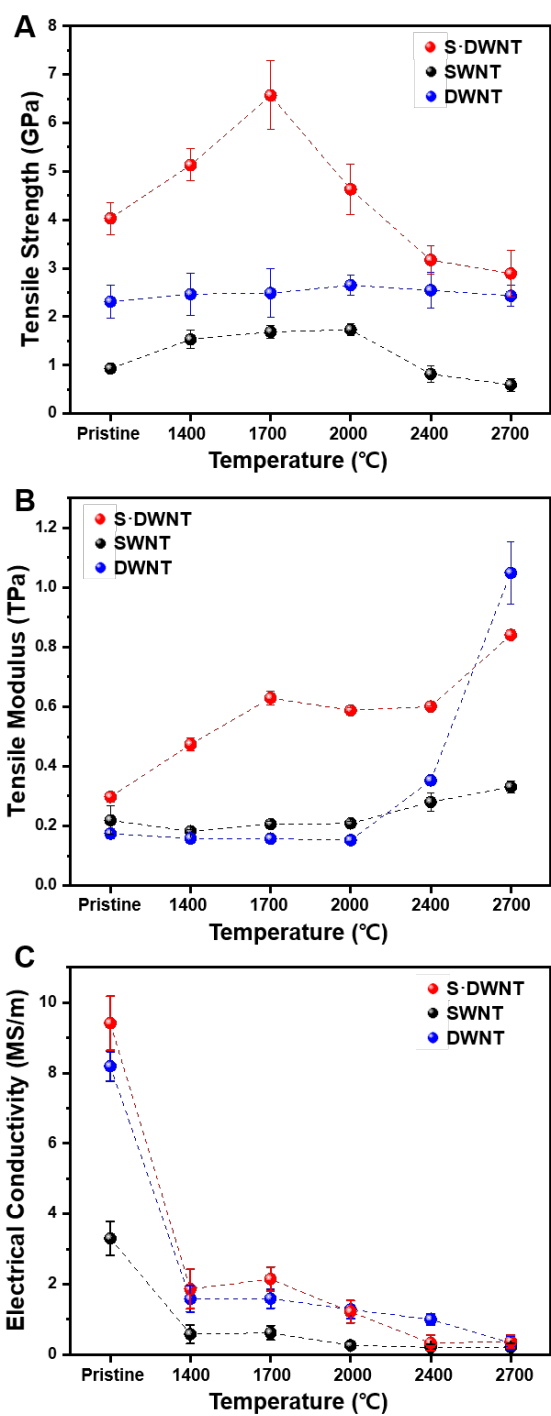 A
Tensile Strength (GPa)
8
7
6
5
4
3
2
1
0
S·DWNT
SWNT
DWNT
Pristine 1400 1700 2000 2400 2700
Temperature (℃)
B
Tensile Modulus (TPa)
1.2
1.0
0.8
0.6
0.4
0.2
0.0
S·DWNT
SWNT
DWNT
Pristine 1400 1700 2000 2400 2700
Temperature (℃)
C
Electrical Conductivity (MS/m)
10
8
6
4
2
0
S·DWNT
SWNT
DWNT
Pristine 1400 1700 2000 2400 2700
Temperature (℃)